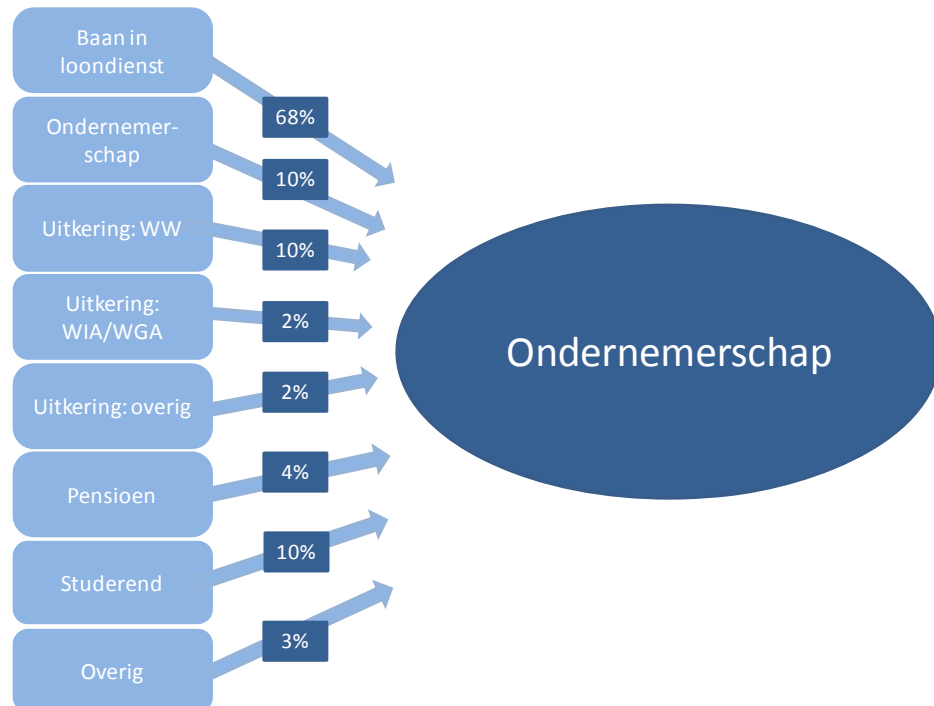 Baan in
loondienst
68%
Ondernemer-
schap
10%
Uitkering: WW
10%
Uitkering:
WIA/WGA
2%
Uitkering: overig
2%
Pensioen
4%
Studerend
10%
Overig
3%
Ondernemerschap